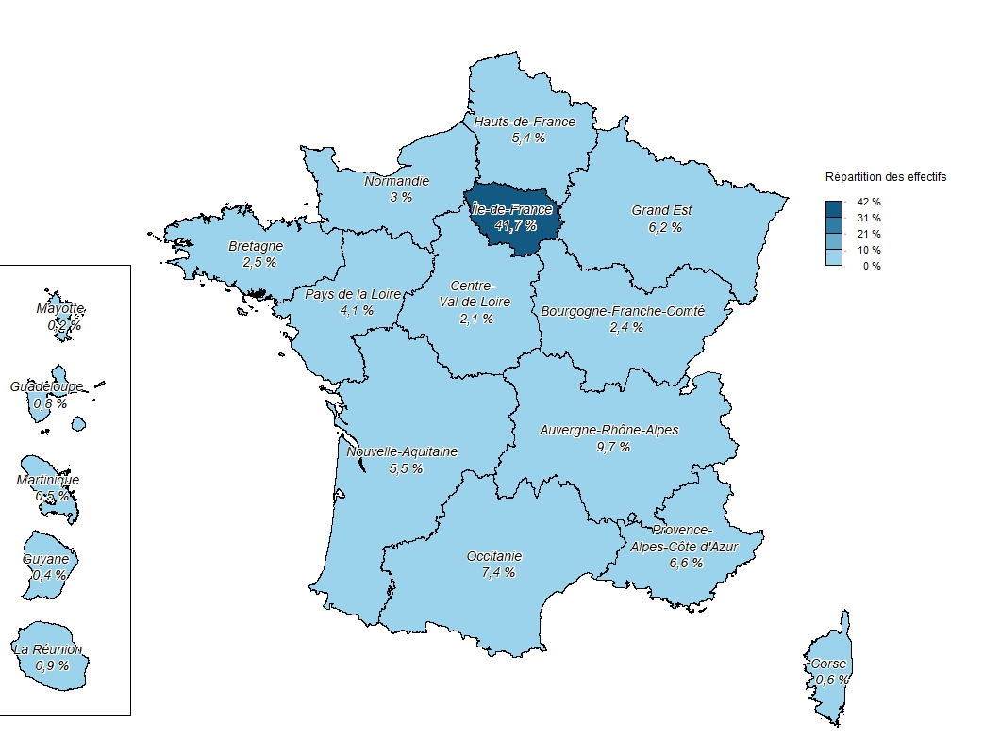 Hauts-de-France
5,4 %
Normandie
3 %
Île-de-France
41,7 %
Grand Est
6,2 %
Répartition des effectifs
42 %
31 %
21 %
10 %
0 %
Bretagne
2,5 %
Pays de la Loire
4,1 %
Centre-
Val de Loire
2,1 %
Bourgogne-Franche-Comté
2,4 %
Mayotte
0,2 %
Guadeloupe
0,8 %
Martinique
0,5 %
Guyane
0,4 %
La Réunion
0,9 %
Nouvelle-Aquitaine
5,5 %
Auvergne-Rhône-Alpes
9,7 %
Occitanie
7,4 %
Provence-
Alpes-Côte d'Azur
6,6 %
Corse
0,6 %